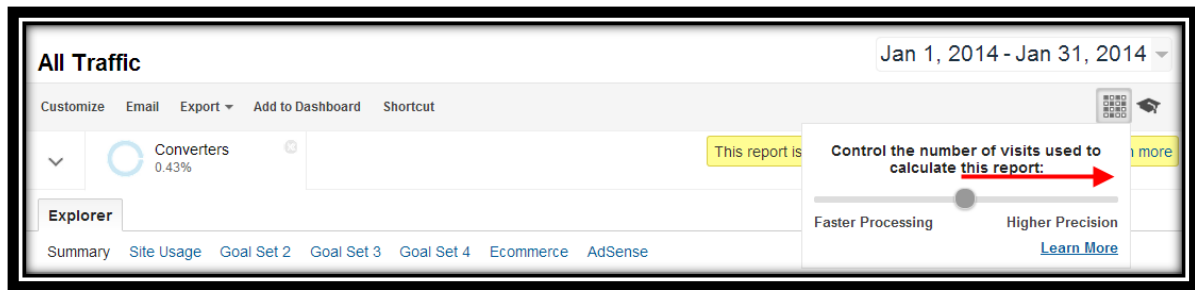 All Traffic
Jan 1, 2014 - Jan 31, 2014
Customize Email Export Add to Dashboard Shortcut
Converters
0.43%
This report is
more
Control the number of visits used to
calculate this report:
Faster Processing Higher Precision
Learn More
Explorer
Summary Site Usage Goal Set 2 Goal Set 3 Goal Set 4 Ecommerce AdSense